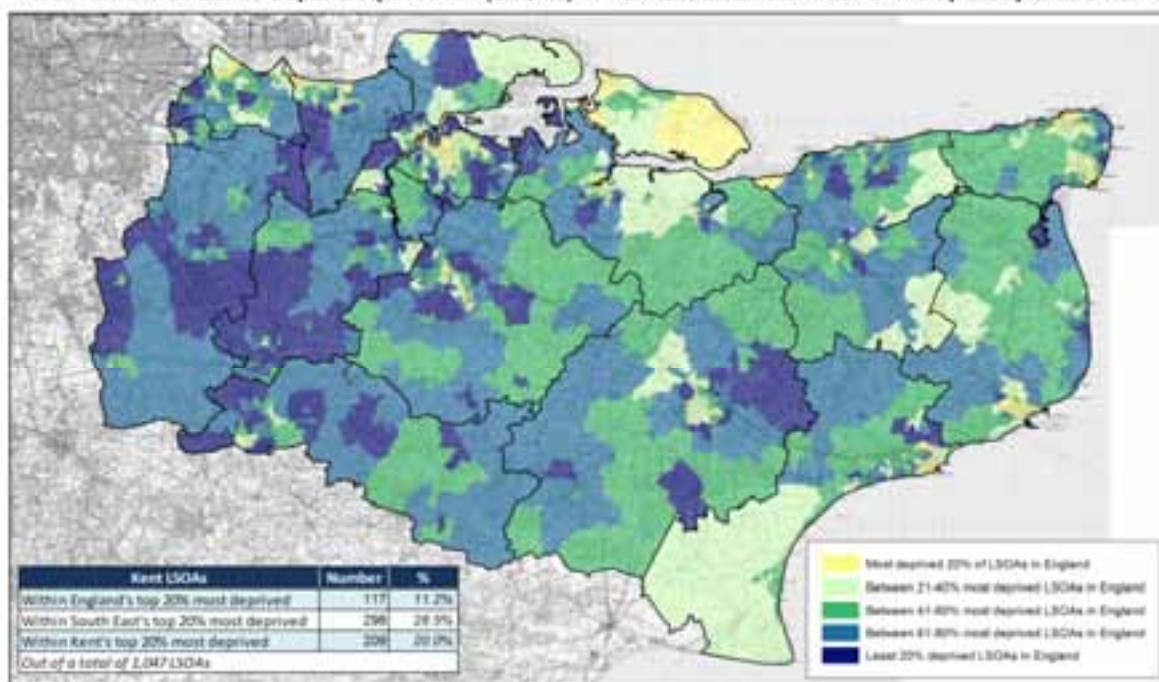 Kent LSOAs Number %
Within England's top 20% most deprived 117 11.2%
Within South East's top 20% most deprived 298 28.5%
Within Kent's top 20% most deprived 209 20.0%
Out of a total of 1,047 LSOAs
Most deprived 20% of LSOAs in England
Between 21-40% most deprived LSOAs in England
Between 41-60% most deprived LSOAs in England
Between 61-80% most deprived LSOAs in England
Least 20% deprived LSOAs in England